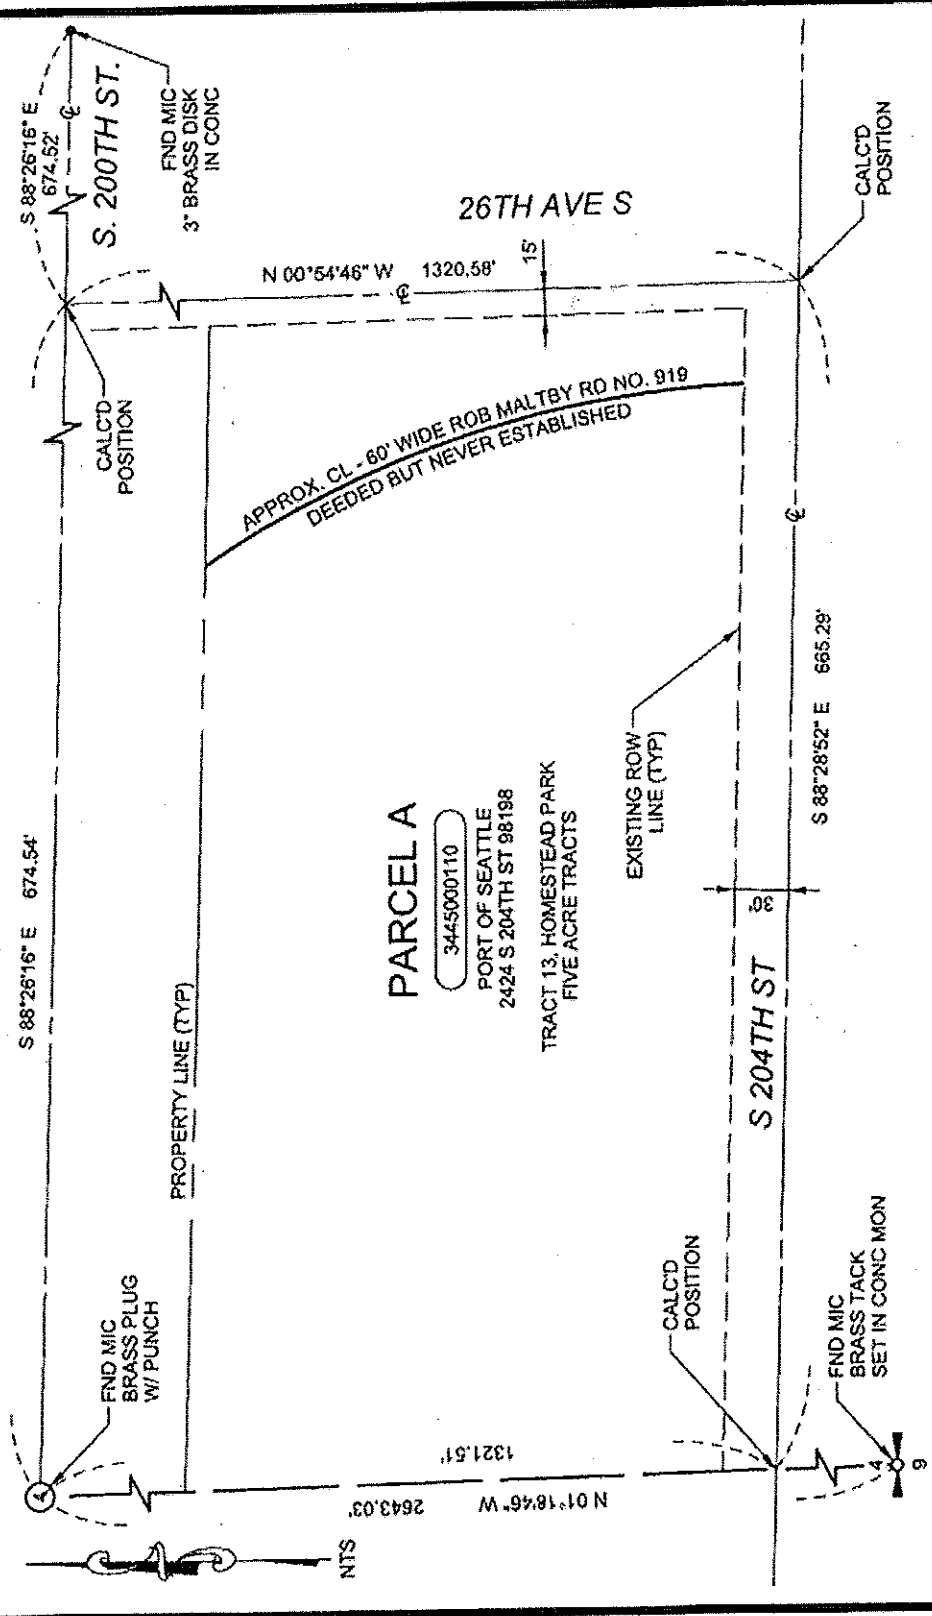 S 88°26'16" E 674.54'
S 88°26'16" E
674.52'
℄
S. 200TH ST.
FND MIC
3" BRASS DISK
IN CONC
CALC'D
POSITION
FND MIC
BRASS PLUG
W/ PUNCH
PROPERTY LINE (TYP)
N 00°54'46" W 1320.58'
℄
26TH AVE S
15'
APPROX. CL - 60' WIDE ROB MALTBY RD NO. 919
DEEDED BUT NEVER ESTABLISHED
PARCEL A
3445000110
PORT OF SEATTLE
2424 S 204TH ST 98198
TRACT 13, HOMESTEAD PARK
FIVE ACRE TRACTS
1321.51'
N 01°18'46" W 2643.03'
NTS
EXISTING ROW
LINE (TYP)
CALC'D
POSITION
30'
S 204TH ST
℄
S 88°28'52" E 665.29'
CALC'D
POSITION
FND MIC
BRASS TACK
SET IN CONC MON
4
9